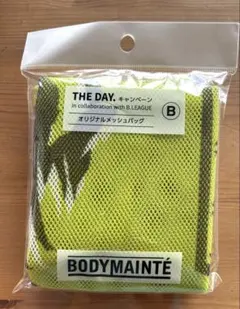 THE DAY. キャンペーン
in collaboration with B.LEAGUE
オリジナルメッシュバッグ
B
BODYMAINTÉ